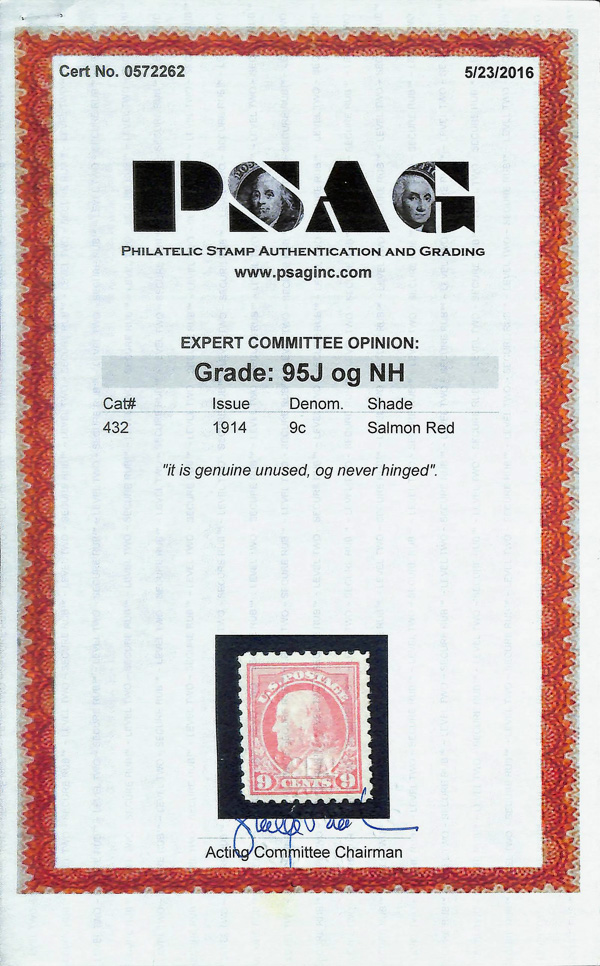 Cert No. 0572262 5/23/2016
PSAG
PHILATELIC STAMP AUTHENTICATION AND GRADING
www.psaginc.com
EXPERT COMMITTEE OPINION:
Grade: 95J og NH
Cat# Issue Denom. Shade
432 1914 9c Salmon Red
"it is genuine unused, og never hinged".
U.S. POSTAGE
9 CENTS 9
Acting Committee Chairman